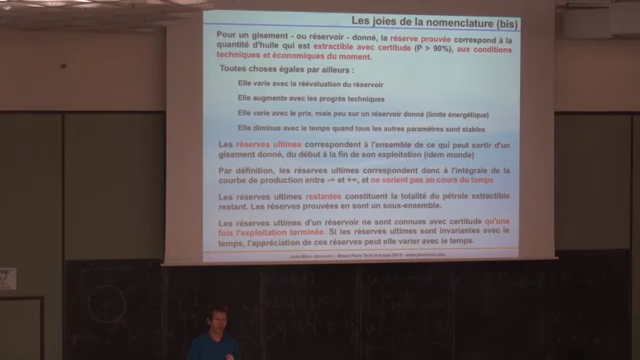 Les joies de la nomenclature (bis)
Pour un gisement - ou réservoir - donné, la réserve prouvée correspond à la
quantité d'huile qui est extractible avec certitude (P > 90%), aux conditions
techniques et économiques du moment.
Toutes choses égales par ailleurs :
Elle varie avec la réévaluation du réservoir
Elle augmente avec les progrès techniques
Elle varie avec le prix, mais peu sur un réservoir donné (limite énergétique)
Elle diminue avec le temps quand tous les autres paramètres sont stables
Les réserves ultimes correspondent à l'ensemble de ce qui peut sortir d'un
gisement donné, du début à la fin de son exploitation (idem monde)
Par définition, les réserves ultimes correspondent donc à l'intégrale de la
courbe de production entre -∞ et +∞, et ne varient pas au cours du temps
Les réserves ultimes restantes constituent la totalité du pétrole extractible
restant. Les réserves prouvées en sont un sous-ensemble.
Les réserves ultimes d'un réservoir ne sont connues avec certitude qu'une
fois l'exploitation terminée. Si les réserves ultimes sont invariantes avec le
temps, l'appréciation de ces réserves peut elle varier avec le temps.